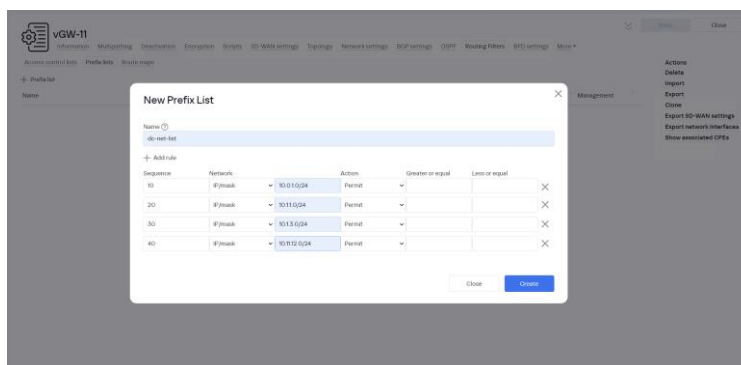 vGW-11
Save
Close
Information Multipathing Deactivation Encryption Scripts SD-WAN settings Topology Network settings BGP settings OSPF Routing filters BFD settings More
Access control lists Prefix lists Route maps
+ Prefix list
Name
Management
Actions
Delete
Import
Export
Clone
Export SD-WAN settings
Export network interfaces
Show associated CPEs
New Prefix List
Name
dc-net-list
+ Add rule
Sequence Network Action Greater or equal Less or equal
10 IP/mask 10.0.1.0/24 Permit
20 IP/mask 10.1.1.0/24 Permit
30 IP/mask 10.1.3.0/24 Permit
40 IP/mask 10.11.12.0/24 Permit
Close
Create